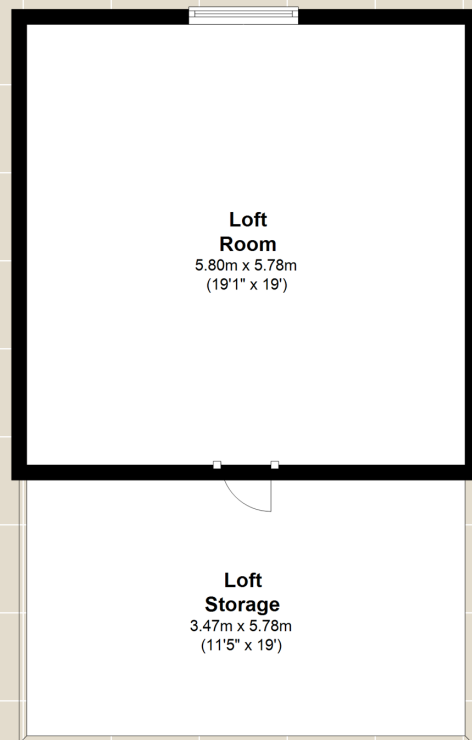 Loft
Room
5.80m x 5.78m
(19'1" x 19')
Loft
Storage
3.47m x 5.78m
(11'5" x 19')